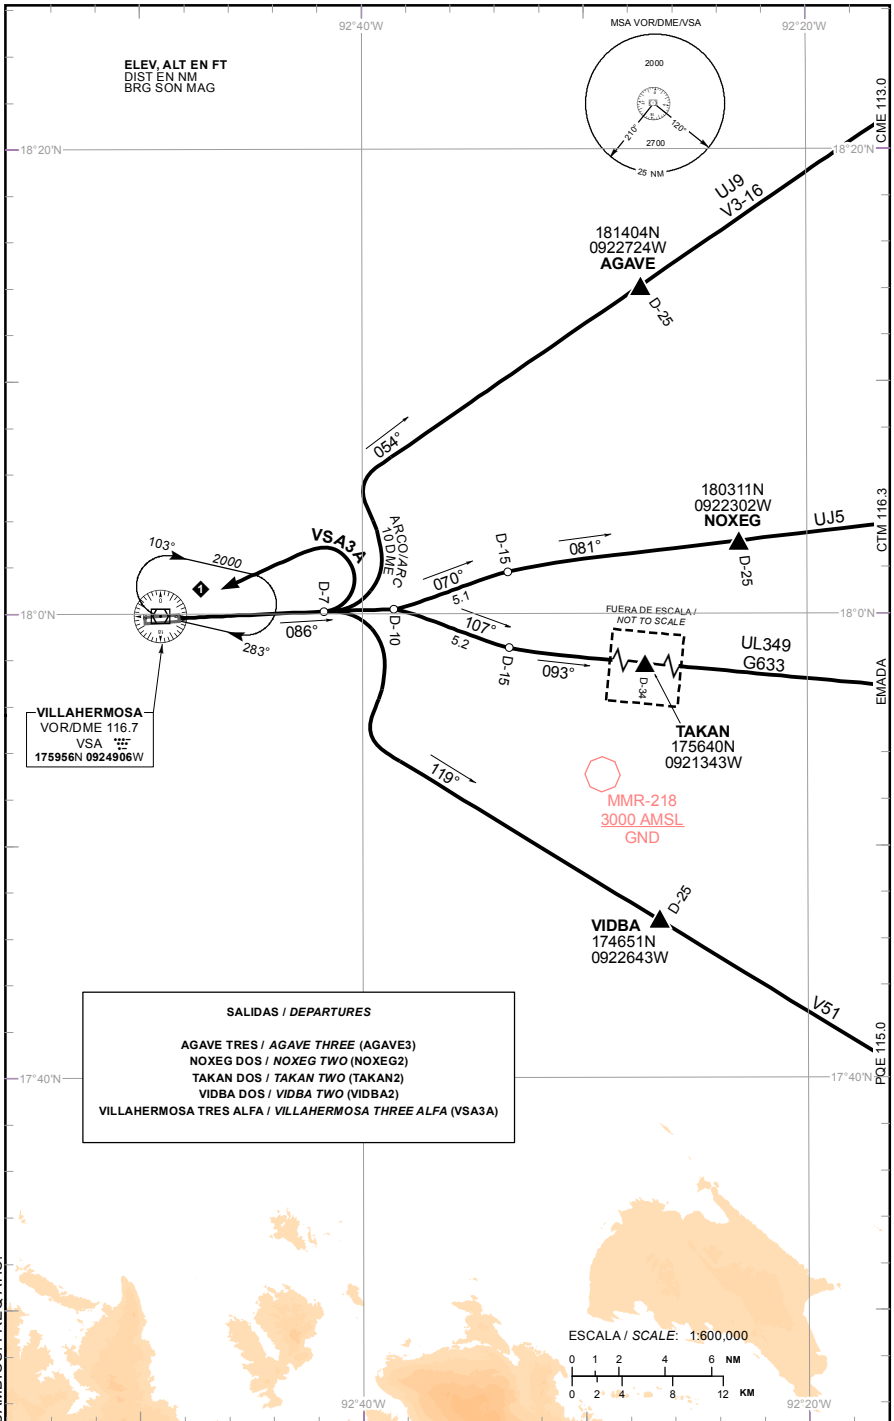 92°40'W
92°20'W
MSA VOR/DME/VSA
2000
210°
120°
2700
25 NM
ELEV, ALT EN FT
DIST EN NM
BRG SON MAG
CME 113.0
18°20'N
18°20'N
UJ9
V3-16
181404N
0922724W
AGAVE
D-25
054°
ARCO/ARC
10 DME
VSA3A
180311N
0922302W
NOXEG
UJ5
CTM 116.3
D-25
D-15
081°
070°
5.1
103°
2000
1
D-7
18°0'N
18°0'N
086°
283°
D-10
107°
5.2
D-15
093°
FUERA DE ESCALA /
NOT TO SCALE
D-34
UL349
G633
EMADA
TAKAN
175640N
0921343W
VILLAHERMOSA
VOR/DME 116.7
VSA
175956N 0924906W
119°
MMR-218
3000 AMSL
GND
D-25
VIDBA
174651N
0922643W
V51
PQE 115.0
SALIDAS / DEPARTURES
AGAVE TRES / AGAVE THREE (AGAVE3)
NOXEG DOS / NOXEG TWO (NOXEG2)
TAKAN DOS / TAKAN TWO (TAKAN2)
VIDBA DOS / VIDBA TWO (VIDBA2)
VILLAHERMOSA TRES ALFA / VILLAHERMOSA THREE ALFA (VSA3A)
17°40'N
17°40'N
ESCALA / SCALE: 1:600,000
0 1 2 4 6 NM
0 2 4 8 12 KM
92°40'W
92°20'W